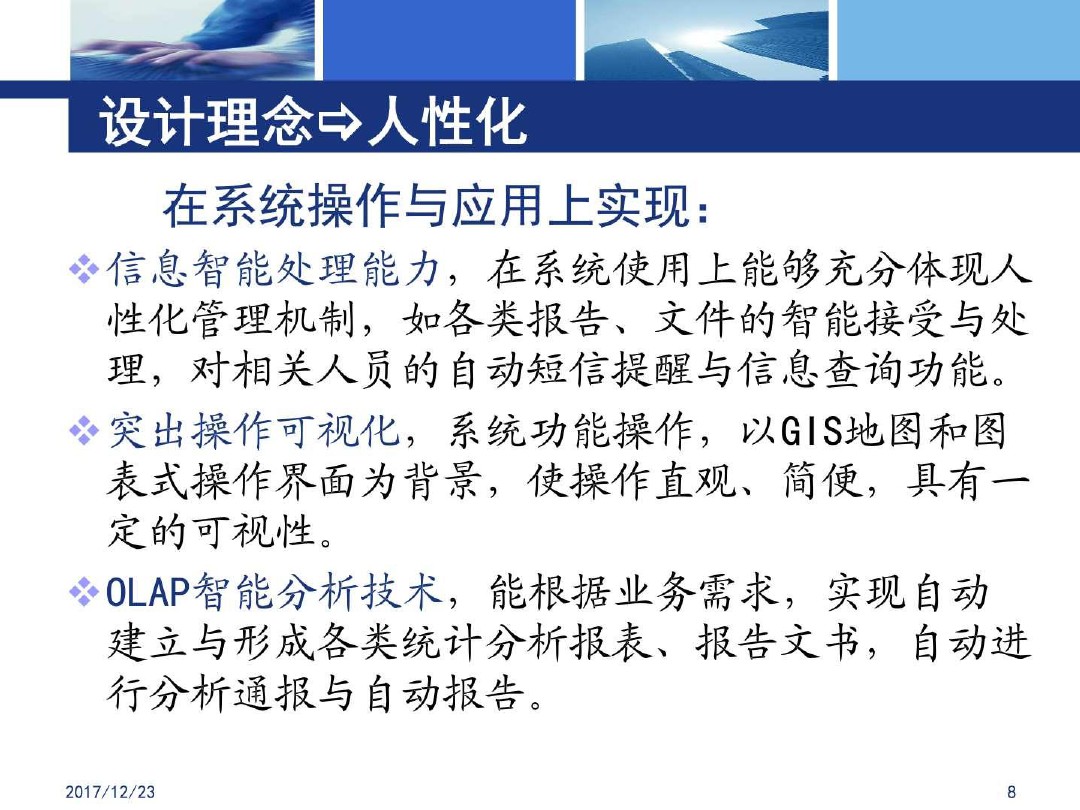 设计理念⇨人性化
在系统操作与应用上实现：
❖信息智能处理能力，在系统使用上能够充分体现人
性化管理机制，如各类报告、文件的智能接受与处
理，对相关人员的自动短信提醒与信息查询功能。
❖突出操作可视化，系统功能操作，以GIS地图和图
表式操作界面为背景，使操作直观、简便，具有一
定的可视性。
❖OLAP智能分析技术，能根据业务需求，实现自动
建立与形成各类统计分析报表、报告文书，自动进
行分析通报与自动报告。
2017/12/23 8